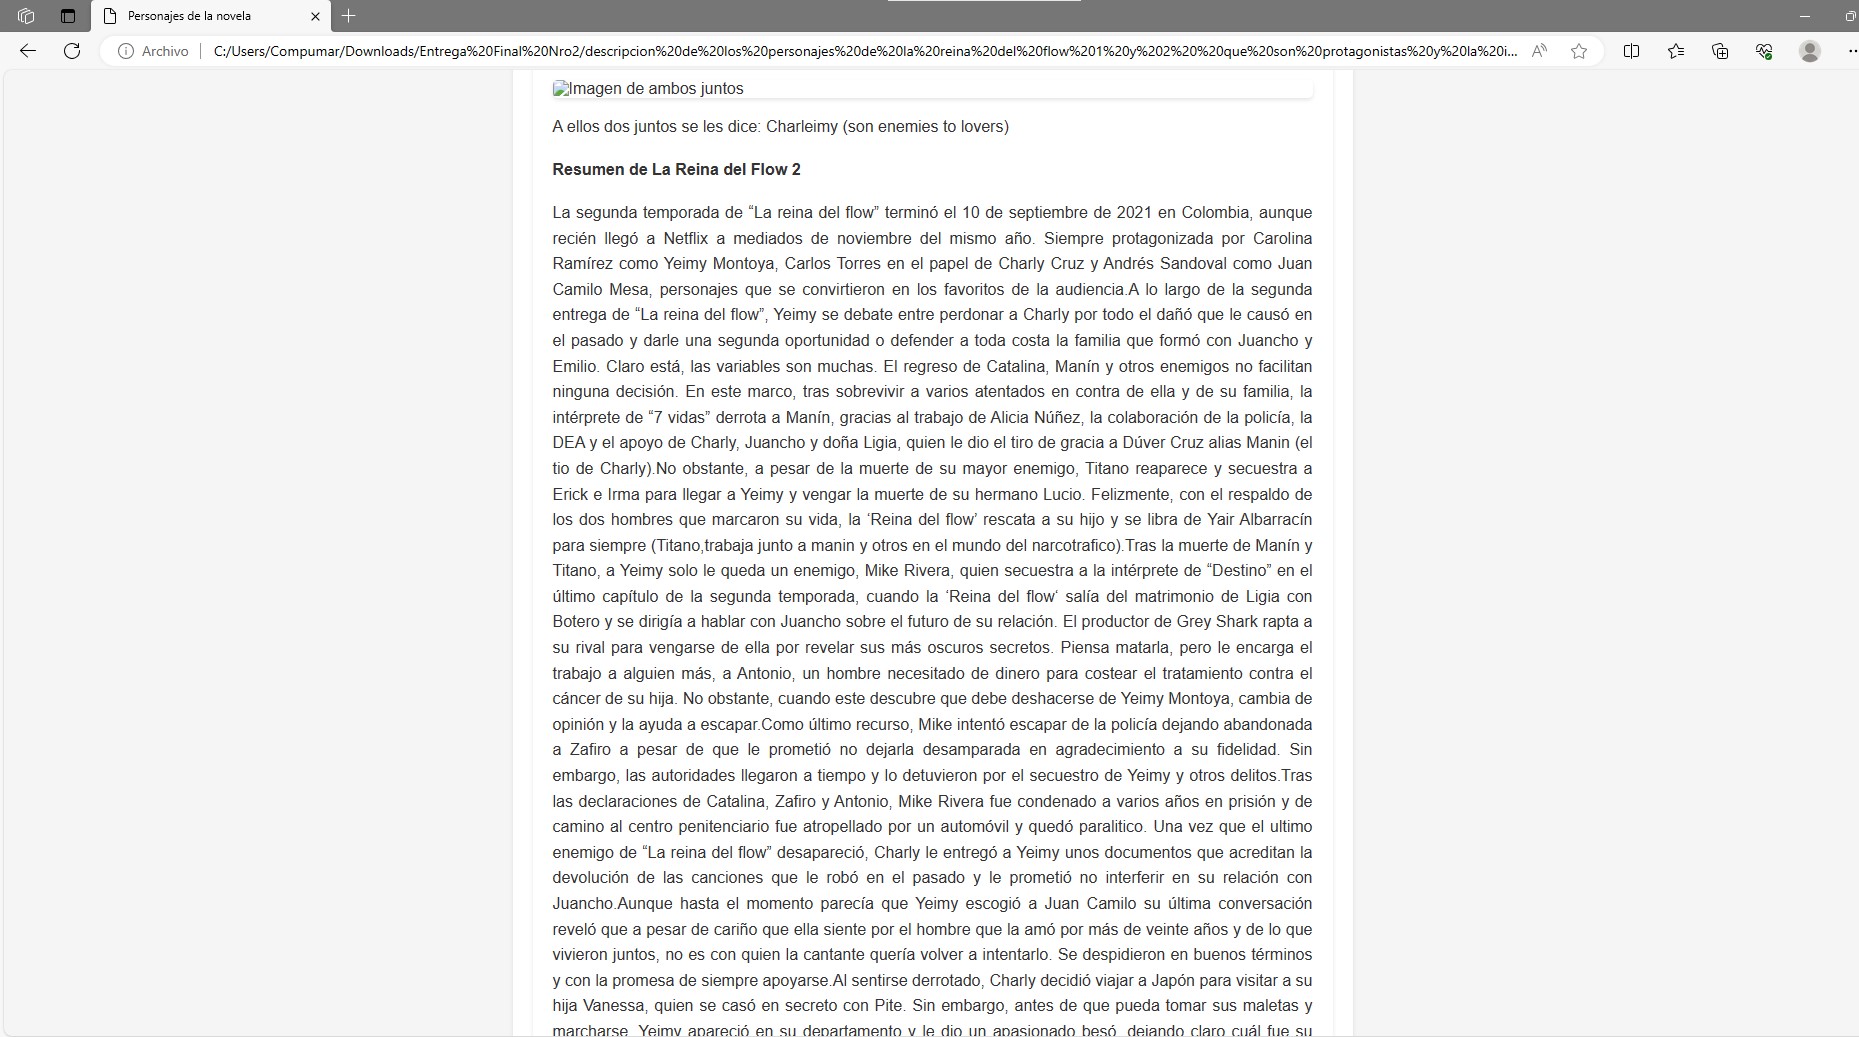 Personajes de la novela
Archivo
C:/Users/Compumar/Downloads/Entrega%20Final%20Nro2/descripcion%20de%20los%20personajes%20de%20la%20reina%20del%20flow%201%20y%202%20%20que%20son%20protagonistas%20y%20la%20i...
Imagen de ambos juntos
A ellos dos juntos se les dice: Charleimy (son enemies to lovers)
Resumen de La Reina del Flow 2
La segunda temporada de “La reina del flow” terminó el 10 de septiembre de 2021 en Colombia, aunque
recién llegó a Netflix a mediados de noviembre del mismo año. Siempre protagonizada por Carolina
Ramírez como Yeimy Montoya, Carlos Torres en el papel de Charly Cruz y Andrés Sandoval como Juan
Camilo Mesa, personajes que se convirtieron en los favoritos de la audiencia.A lo largo de la segunda
entrega de “La reina del flow”, Yeimy se debate entre perdonar a Charly por todo el dañó que le causó en
el pasado y darle una segunda oportunidad o defender a toda costa la familia que formó con Juancho y
Emilio. Claro está, las variables son muchas. El regreso de Catalina, Manín y otros enemigos no facilitan
ninguna decisión. En este marco, tras sobrevivir a varios atentados en contra de ella y de su familia, la
intérprete de “7 vidas” derrota a Manín, gracias al trabajo de Alicia Núñez, la colaboración de la policía, la
DEA y el apoyo de Charly, Juancho y doña Ligia, quien le dio el tiro de gracia a Dúver Cruz alias Manin (el
tio de Charly).No obstante, a pesar de la muerte de su mayor enemigo, Titano reaparece y secuestra a
Erick e Irma para llegar a Yeimy y vengar la muerte de su hermano Lucio. Felizmente, con el respaldo de
los dos hombres que marcaron su vida, la ‘Reina del flow’ rescata a su hijo y se libra de Yair Albarracín
para siempre (Titano,trabaja junto a manin y otros en el mundo del narcotrafico).Tras la muerte de Manín y
Titano, a Yeimy solo le queda un enemigo, Mike Rivera, quien secuestra a la intérprete de “Destino” en el
último capítulo de la segunda temporada, cuando la ‘Reina del flow‘ salía del matrimonio de Ligia con
Botero y se dirigía a hablar con Juancho sobre el futuro de su relación. El productor de Grey Shark rapta a
su rival para vengarse de ella por revelar sus más oscuros secretos. Piensa matarla, pero le encarga el
trabajo a alguien más, a Antonio, un hombre necesitado de dinero para costear el tratamiento contra el
cáncer de su hija. No obstante, cuando este descubre que debe deshacerse de Yeimy Montoya, cambia de
opinión y la ayuda a escapar.Como último recurso, Mike intentó escapar de la policía dejando abandonada
a Zafiro a pesar de que le prometió no dejarla desamparada en agradecimiento a su fidelidad. Sin
embargo, las autoridades llegaron a tiempo y lo detuvieron por el secuestro de Yeimy y otros delitos.Tras
las declaraciones de Catalina, Zafiro y Antonio, Mike Rivera fue condenado a varios años en prisión y de
camino al centro penitenciario fue atropellado por un automóvil y quedó paralitico. Una vez que el ultimo
enemigo de “La reina del flow” desapareció, Charly le entregó a Yeimy unos documentos que acreditan la
devolución de las canciones que le robó en el pasado y le prometió no interferir en su relación con
Juancho.Aunque hasta el momento parecía que Yeimy escogió a Juan Camilo su última conversación
reveló que a pesar de cariño que ella siente por el hombre que la amó por más de veinte años y de lo que
vivieron juntos, no es con quien la cantante quería volver a intentarlo. Se despidieron en buenos términos
y con la promesa de siempre apoyarse.Al sentirse derrotado, Charly decidió viajar a Japón para visitar a su
hija Vanessa, quien se casó en secreto con Pite. Sin embargo, antes de que pueda tomar sus maletas y
marcharse, Yeimy apareció en su departamento y le dio un apasionado besó, dejando claro cuál fue su